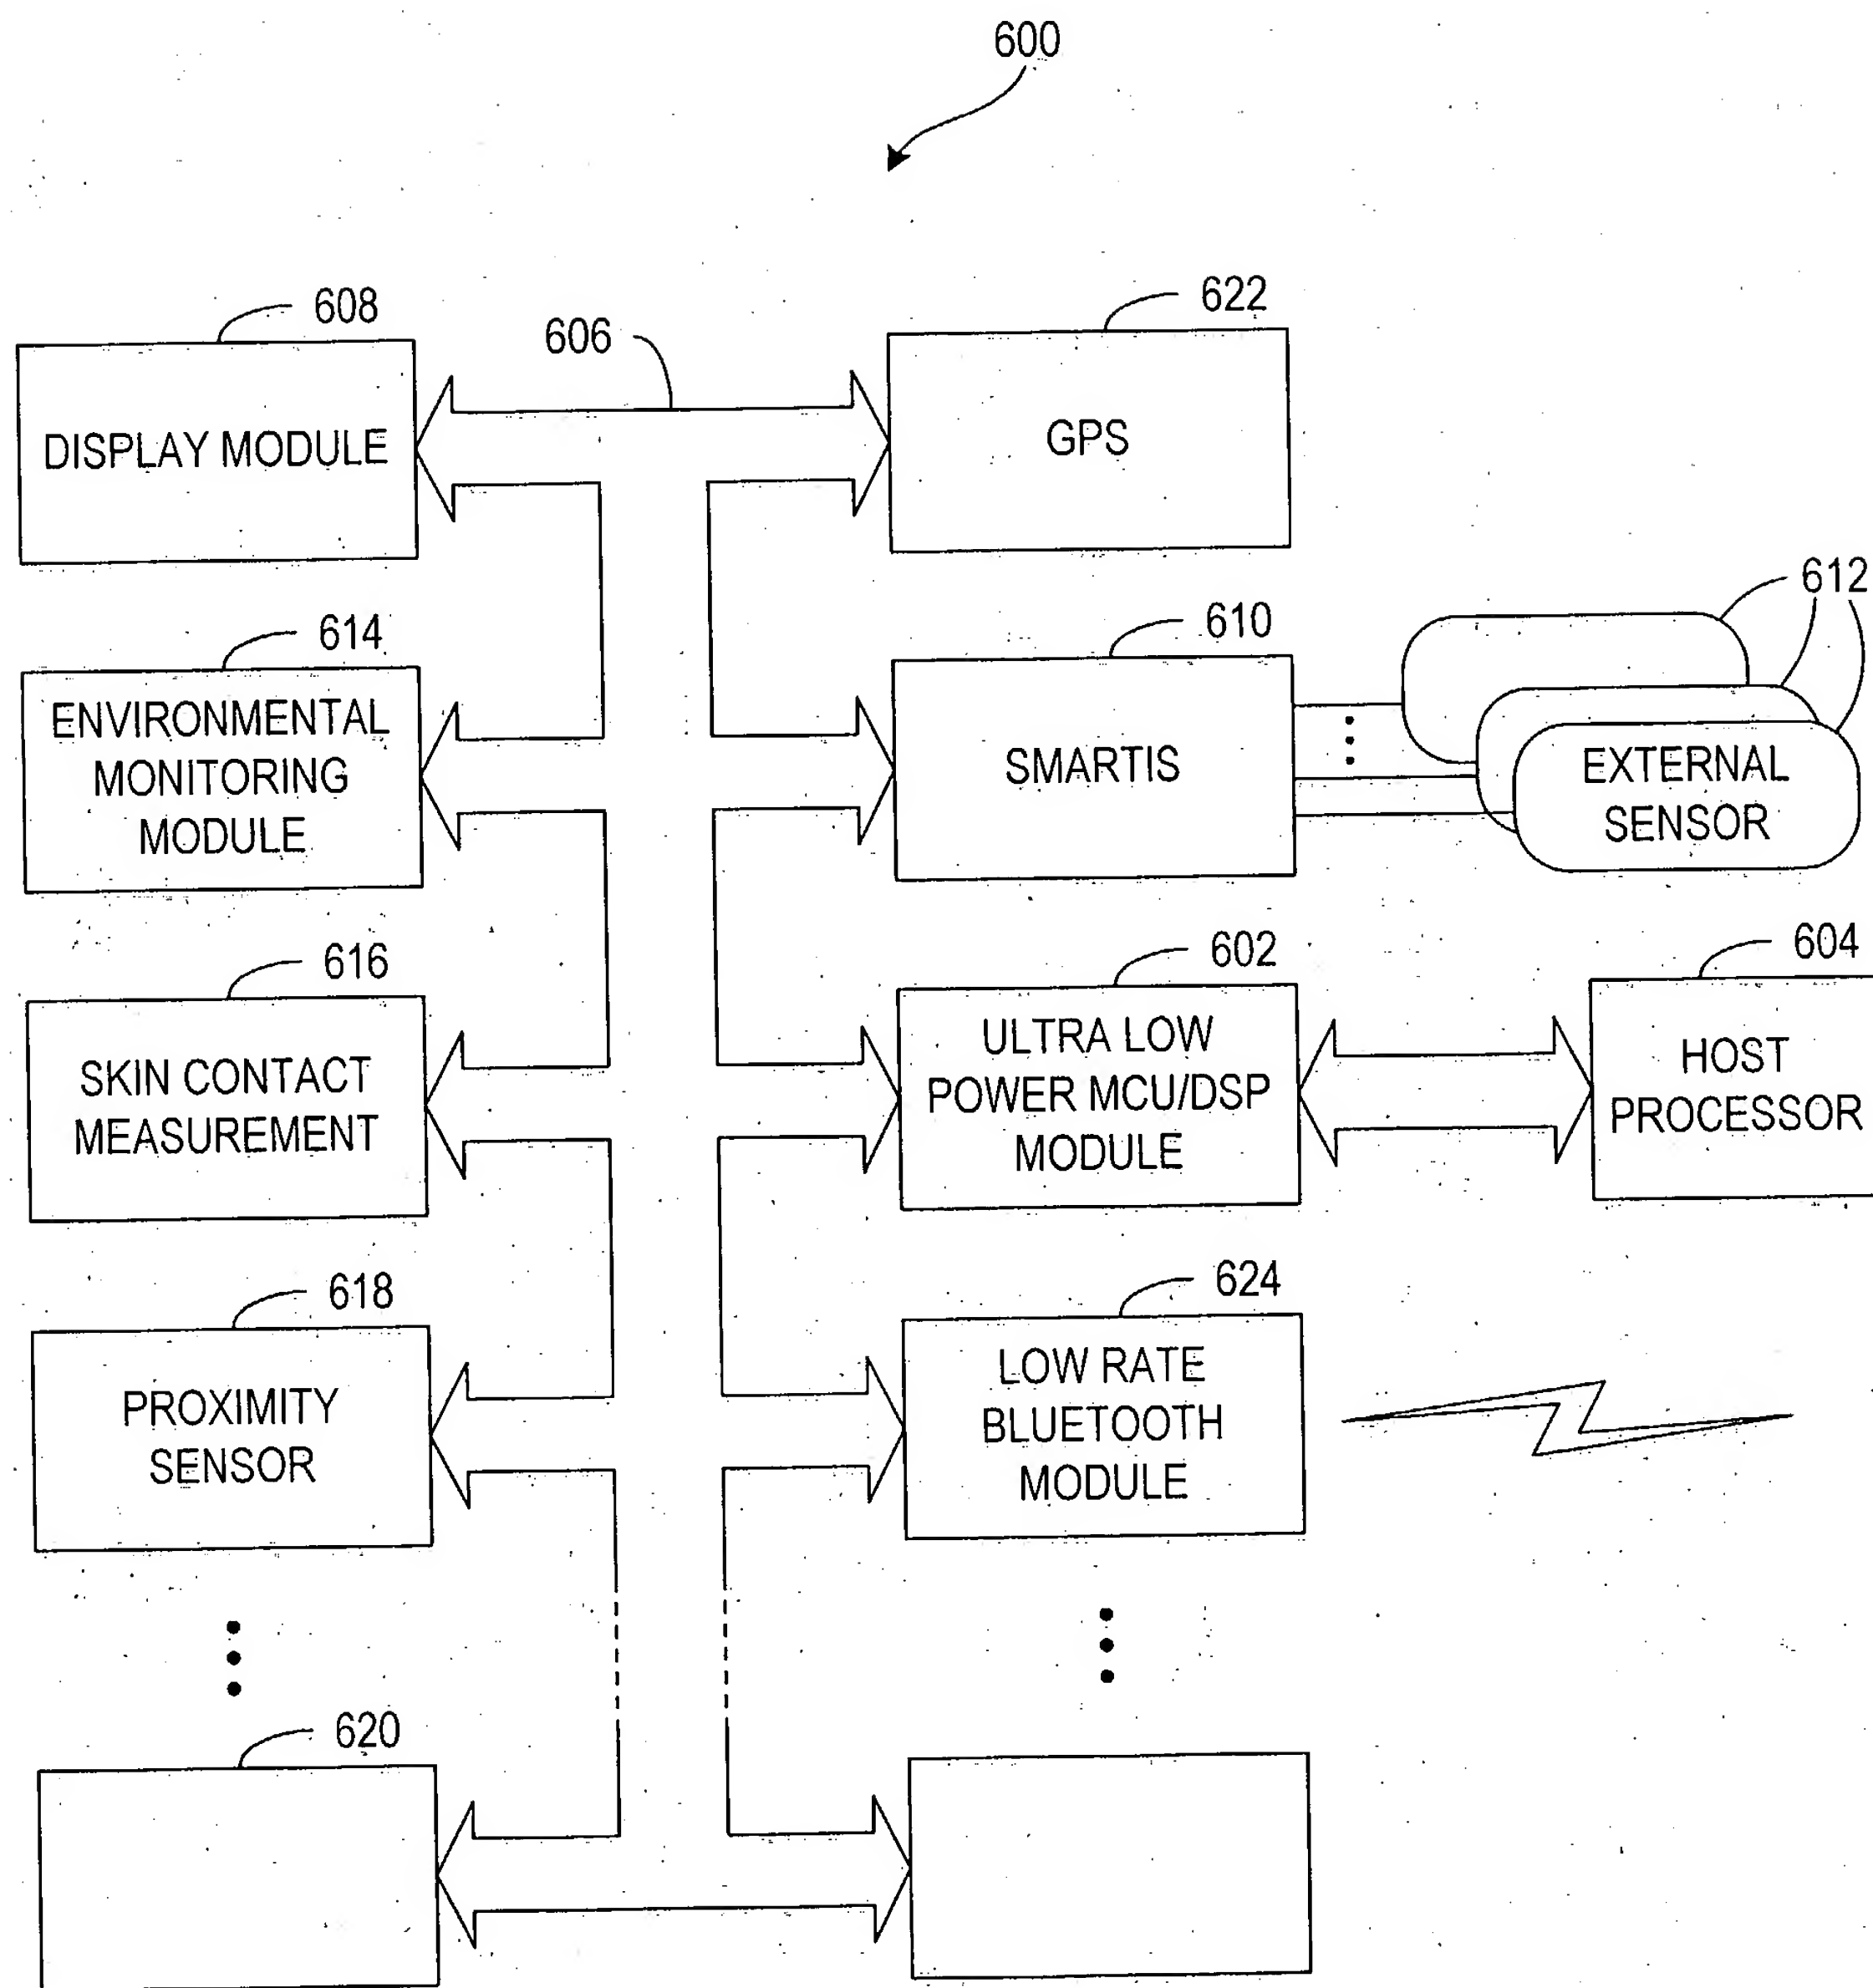 600
608
606
622
DISPLAY MODULE
GPS
614
610
612
ENVIRONMENTAL
MONITORING
MODULE
SMARTIS
EXTERNAL
SENSOR
616
602
604
SKIN CONTACT
MEASUREMENT
ULTRA LOW
POWER MCU/DSP
MODULE
HOST
PROCESSOR
618
624
PROXIMITY
SENSOR
LOW RATE
BLUETOOTH
MODULE
620